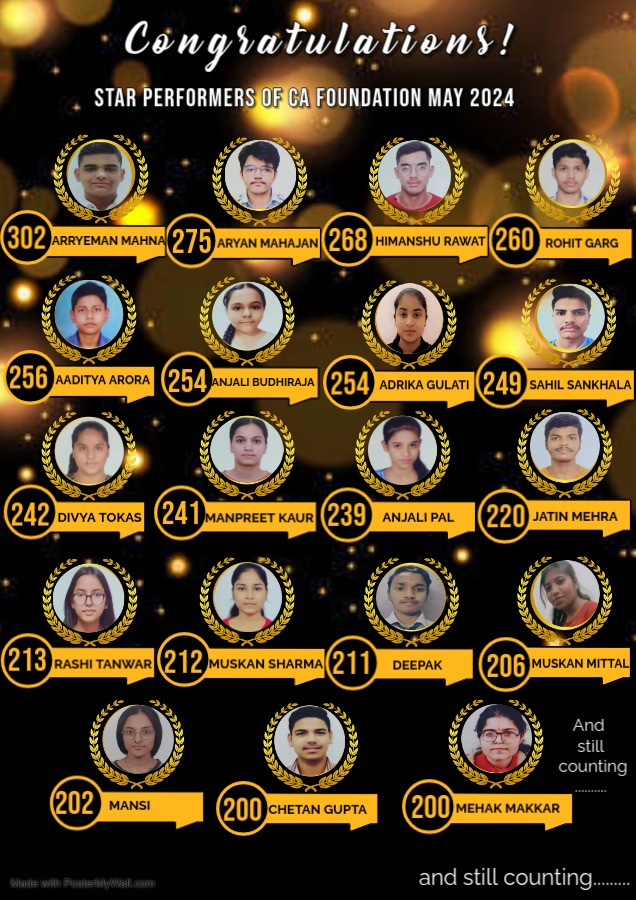 Congratulations!
STAR PERFORMERS OF CA FOUNDATION MAY 2024
302 ARRYEMAN MAHNA
275 ARYAN MAHAJAN
268 HIMANSHU RAWAT
260 ROHIT GARG
256 AADITYA ARORA
254 ANJALI BUDHIRAJA
254 ADRIKA GULATI
249 SAHIL SANKHALA
242 DIVYA TOKAS
241 MANPREET KAUR
239 ANJALI PAL
220 JATIN MEHRA
213 RASHI TANWAR
212 MUSKAN SHARMA
211 DEEPAK
206 MUSKAN MITTAL
202 MANSI
200 CHETAN GUPTA
200 MEHAK MAKKAR
And
still
counting
..........
and still counting.........
Made with PosterMyWall.com